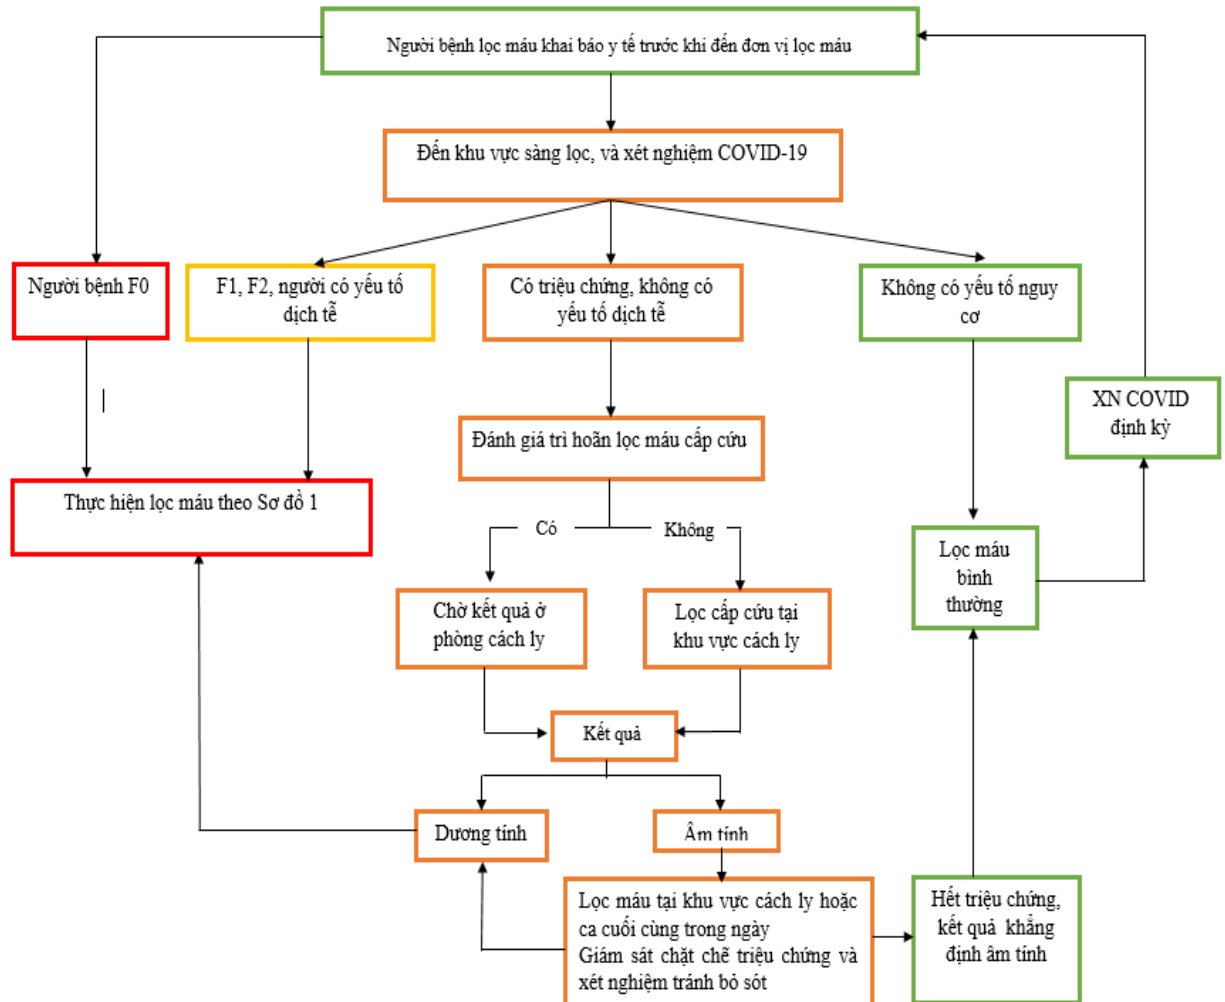 Người bệnh lọc máu khai báo y tế trước khi đến đơn vị lọc máu
Đến khu vực sàng lọc, và xét nghiệm COVID-19
Người bệnh F0
F1, F2, người có yếu tố
dịch tễ
Có triệu chứng, không có
yếu tố dịch tễ
Không có yếu tố nguy
cơ
XN COVID
định kỳ
Đánh giá trì hoãn lọc máu cấp cứu
Thực hiện lọc máu theo Sơ đồ 1
Có
Không
Lọc máu
bình
thường
Chờ kết quả ở
phòng cách ly
Lọc cấp cứu tại
khu vực cách ly
Kết quả
Dương tính
Âm tính
Lọc máu tại khu vực cách ly hoặc
ca cuối cùng trong ngày
Giám sát chặt chẽ triệu chứng và
xét nghiệm tránh bỏ sót
Hết triệu chứng,
kết quả khẳng
định âm tính